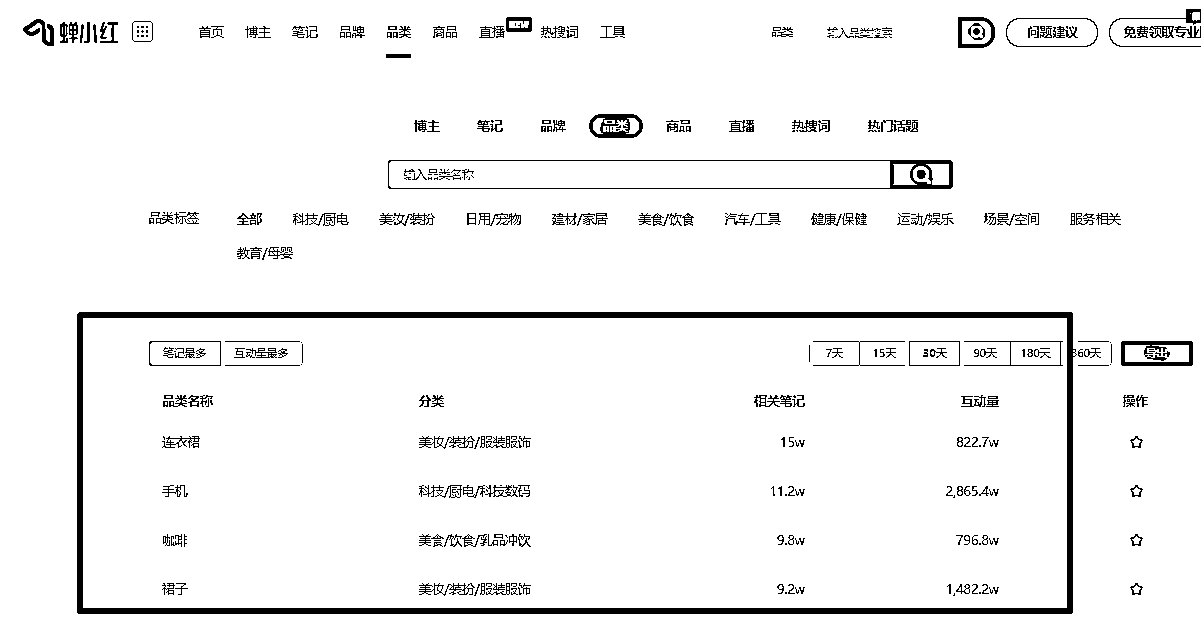 蝉小红 首页 博主 笔记 品牌 品类 商品 直播 NEW 热搜词 工具 品类 输入品类搜索 问题建议 免费领取专业
博主 笔记 品牌 品类 商品 直播 热搜词 热门话题
输入品类名称
品类标签 全部 科技/厨电 美妆/装扮 日用/宠物 建材/家居 美食/饮食 汽车/工具 健康/保健 运动/娱乐 场景/空间 服务相关
教育/母婴
笔记最多 互动量最多 7天 15天 30天 90天 180天 360天 导出
品类名称 分类 相关笔记 互动量 操作
连衣裙 美妆/装扮/服装服饰 15w 822.7w
手机 科技/厨电/科技数码 11.2w 2,865.4w
咖啡 美食/饮食/乳品冲饮 9.8w 796.8w
裙子 美妆/装扮/服装服饰 9.2w 1,482.2w